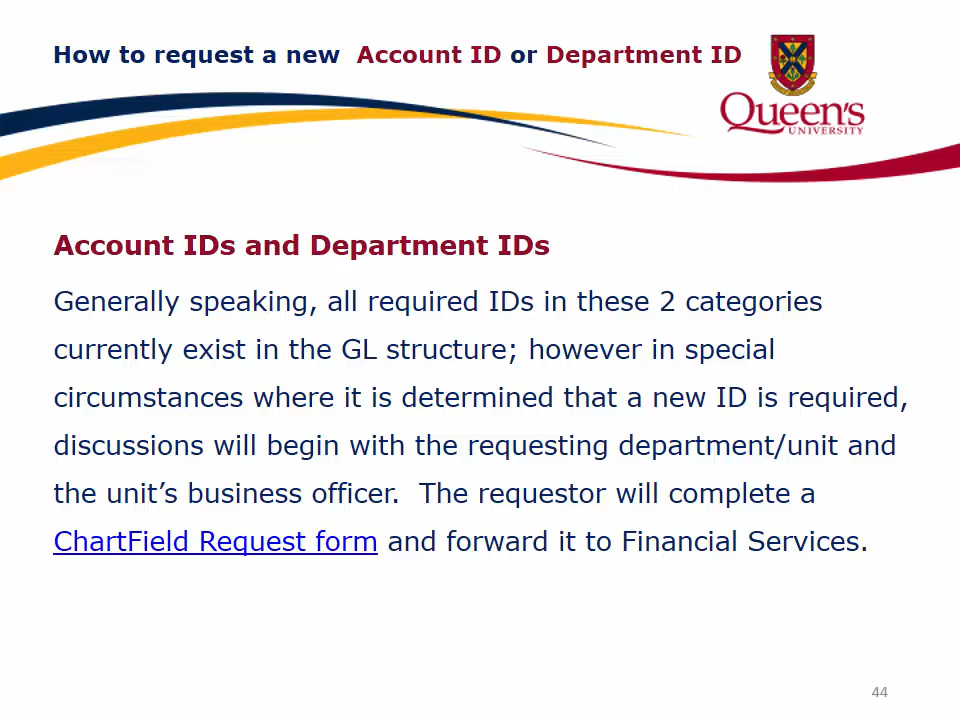 How to request a new  Account ID or Department ID
Queen's
UNIVERSITY
Account IDs and Department IDs
Generally speaking, all required IDs in these 2 categories
currently exist in the GL structure; however in special
circumstances where it is determined that a new ID is required,
discussions will begin with the requesting department/unit and
the unit’s business officer.  The requestor will complete a
ChartField Request form and forward it to Financial Services.
44